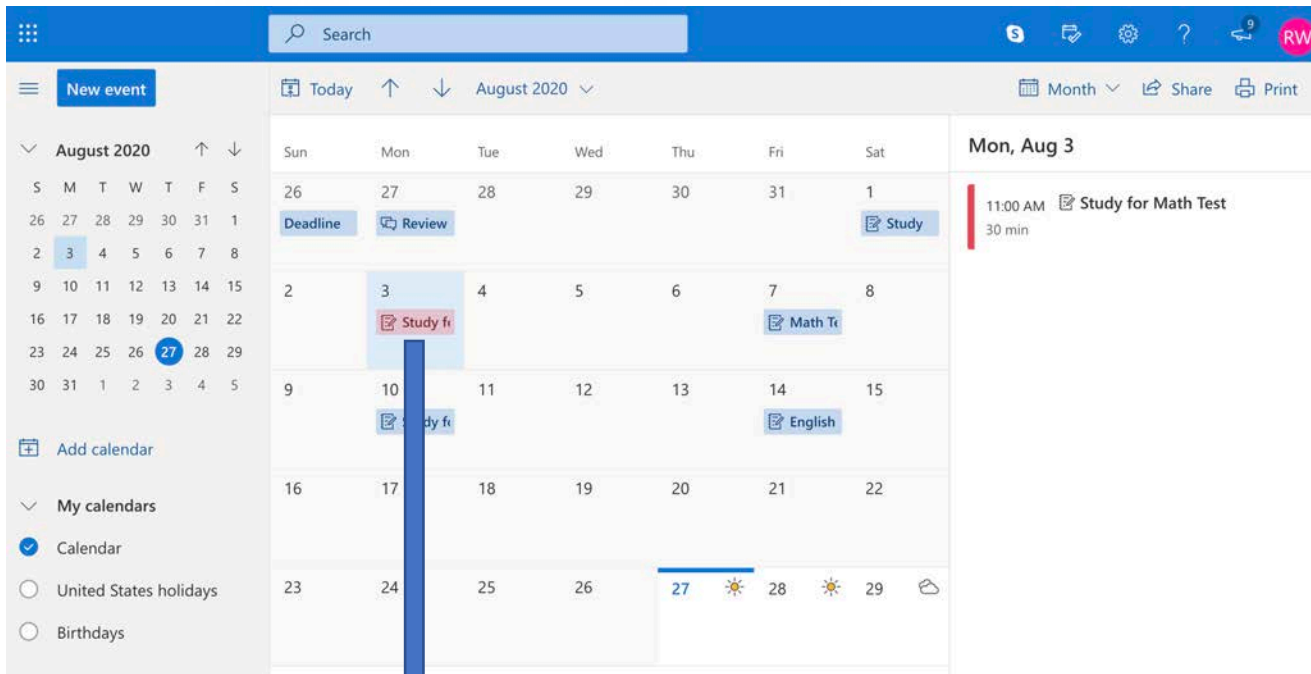 Search
S
9
RW
New event
Today
August 2020
Month
Share
Print
August 2020
S M T W T F S
26 27 28 29 30 31 1
2 3 4 5 6 7 8
9 10 11 12 13 14 15
16 17 18 19 20 21 22
23 24 25 26 27 28 29
30 31 1 2 3 4 5
Add calendar
My calendars
Calendar
United States holidays
Birthdays
Sun Mon Tue Wed Thu Fri Sat
26 27 28 29 30 31 1
Deadline Review Study
2 3 4 5 6 7 8
Study Math
9 10 11 12 13 14 15
English
16 17 18 19 20 21 22
23 24 25 26 27 28 29
Mon, Aug 3
11:00 AM Study for Math Test
30 min